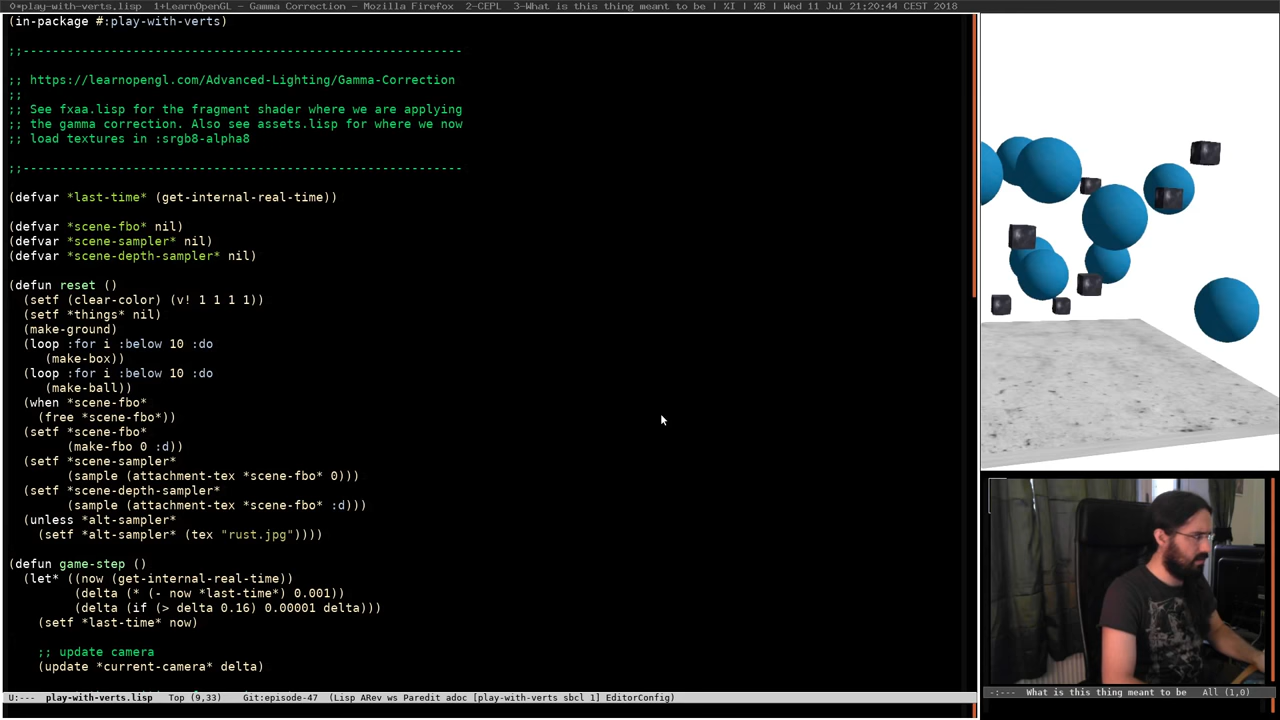 0*play-with-verts.lisp  1+LearnOpenGL - Gamma Correction - Mozilla Firefox  2-CEPL  3-What is this thing meant to be | %I | %B | Wed 11 Jul 21:20:44 CEST 2018
(in-package #:play-with-verts)
;;------------------------------------------------------------
;; https://learnopengl.com/Advanced-Lighting/Gamma-Correction
;;
;; See fxaa.lisp for the fragment shader where we are applying
;; the gamma correction. Also see assets.lisp for where we now
;; load textures in :srgb8-alpha8
;;------------------------------------------------------------
(defvar *last-time* (get-internal-real-time))
(defvar *scene-fbo* nil)
(defvar *scene-sampler* nil)
(defvar *scene-depth-sampler* nil)
(defun reset ()
  (setf (clear-color) (v! 1 1 1 1))
  (setf *things* nil)
  (make-ground)
  (loop :for i :below 10 :do
     (make-box))
  (loop :for i :below 10 :do
     (make-ball))
  (when *scene-fbo*
    (free *scene-fbo*))
  (setf *scene-fbo*
        (make-fbo 0 :d))
  (setf *scene-sampler*
        (sample (attachment-tex *scene-fbo* 0)))
  (setf *scene-depth-sampler*
        (sample (attachment-tex *scene-fbo* :d)))
  (unless *alt-sampler*
    (setf *alt-sampler* (tex "rust.jpg"))))
(defun game-step ()
  (let* ((now (get-internal-real-time))
         (delta (* (- now *last-time*) 0.001))
         (delta (if (> delta 0.16) 0.00001 delta)))
    (setf *last-time* now)
    ;; update camera
    (update *current-camera* delta)
U:---  play-with-verts.lisp   Top (9,33)   Git:episode-47  (Lisp ARev ws Paredit adoc [play-with-verts sbcl 1] EditorConfig)
-:---  What is this thing meant to be   All (1,0)